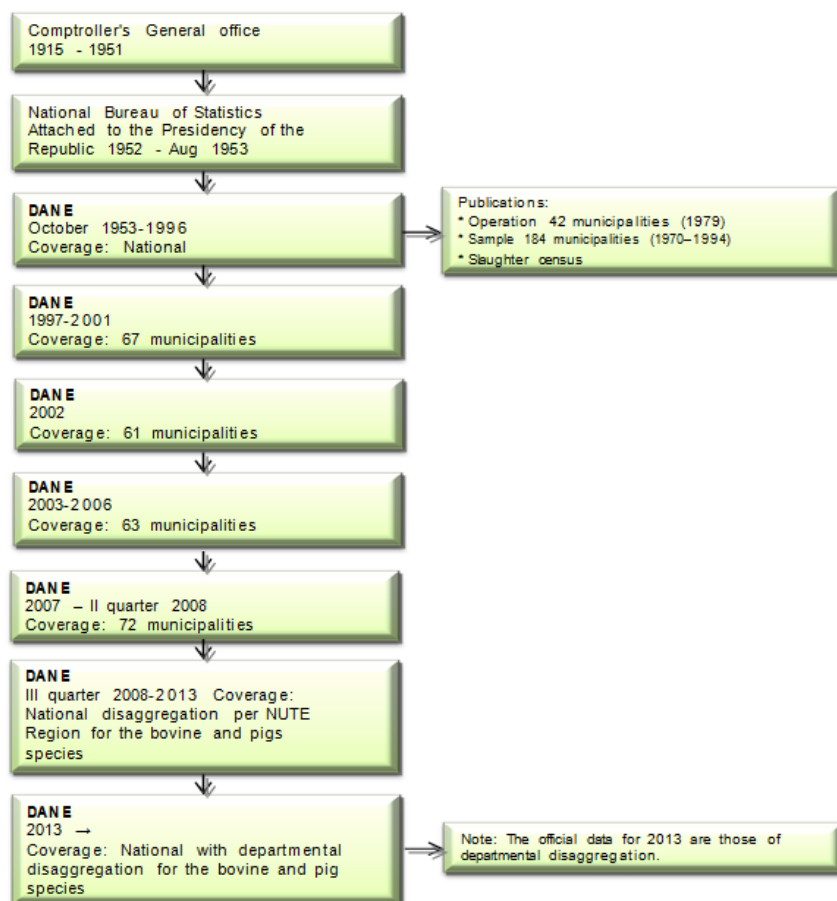 Comptroller's General office
1915 - 1951
National Bureau of Statistics
Attached to the Presidency of the
Republic 1952 - Aug 1953
DANE
October 1953-1996
Coverage: National
Publications:
* Operation 42 municipalities (1979)
* Sample 184 municipalities (1970–1994)
* Slaughter census
DANE
1997-2001
Coverage: 67 municipalities
DANE
2002
Coverage: 61 municipalities
DANE
2003-2006
Coverage: 63 municipalities
DANE
2007 – II quarter 2008
Coverage: 72 municipalities
DANE
III quarter 2008-2013 Coverage:
National disaggregation per NUTE
Region for the bovine and pigs
species
DANE
2013 →
Coverage: National with departmental
disaggregation for the bovine and pig
species
Note: The official data for 2013 are those of
departmental disaggregation.